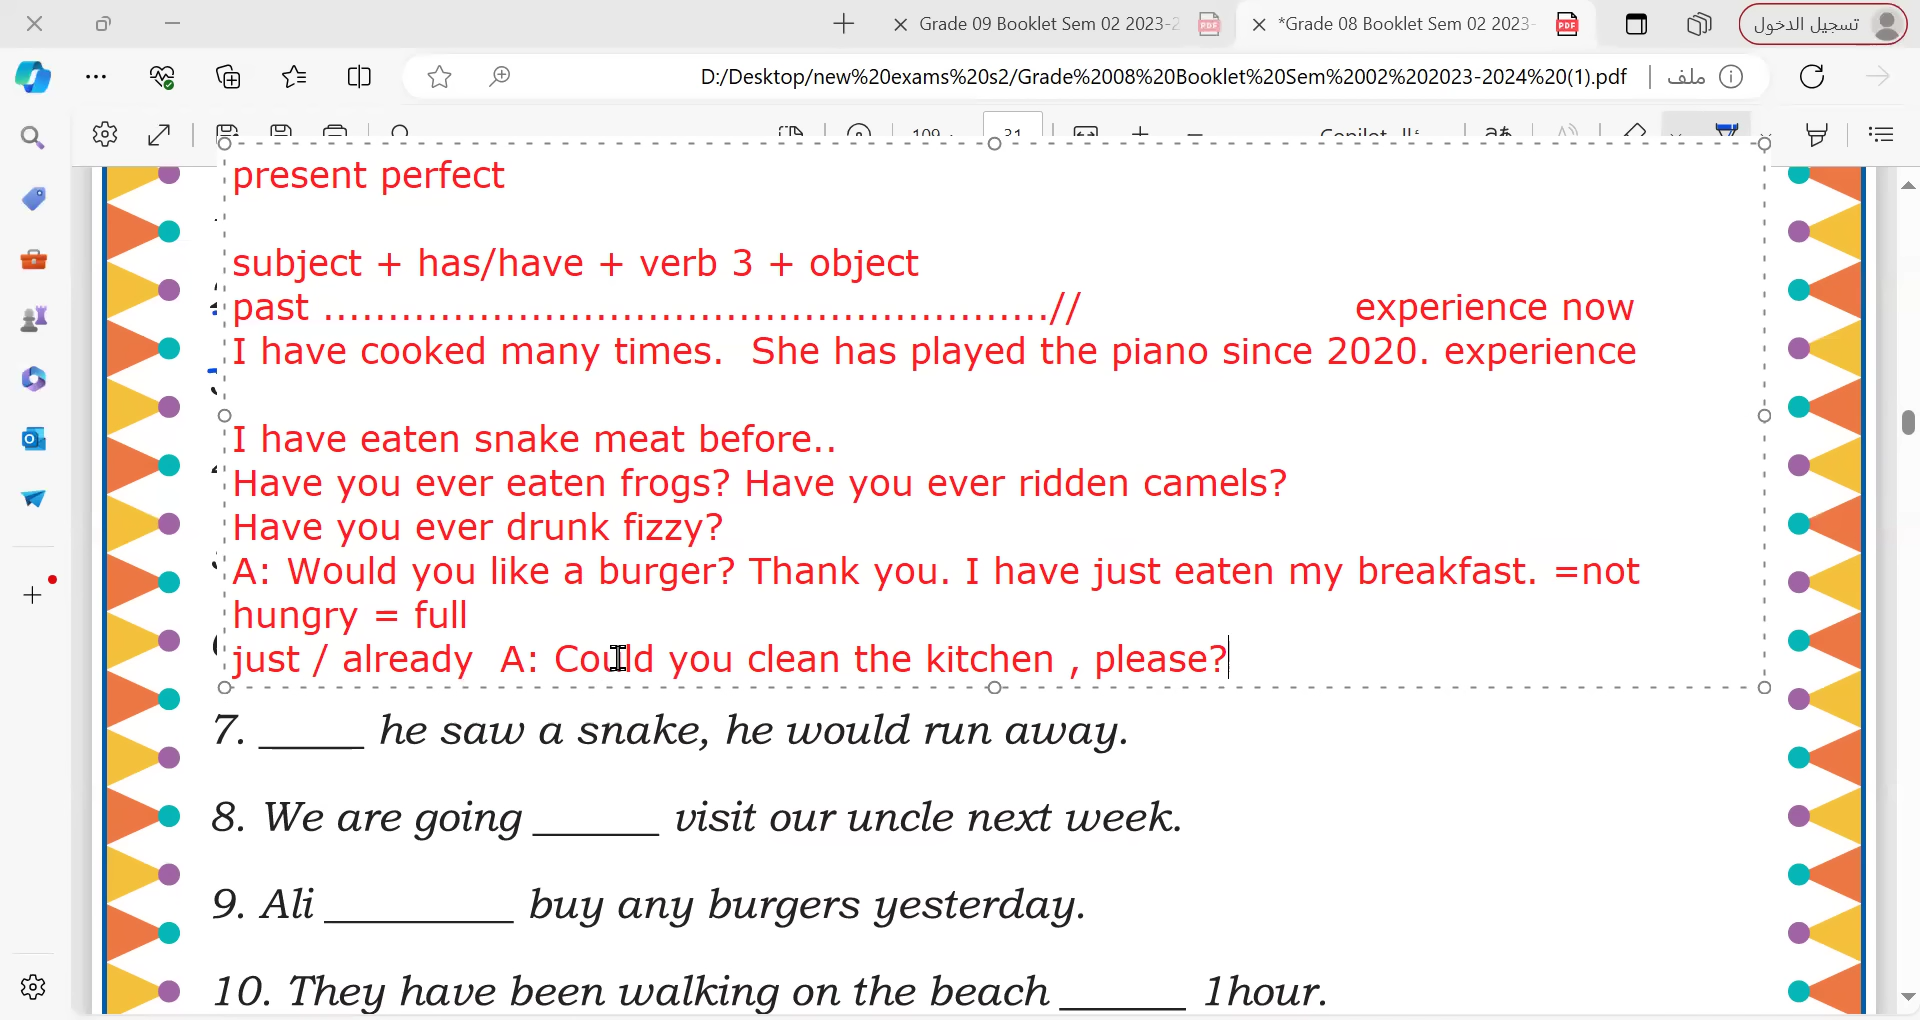 Grade 09 Booklet Sem 02 2023-2
*Grade 08 Booklet Sem 02 2023-
تسجيل الدخول
D:/Desktop/new%20exams%20s2/Grade%2008%20Booklet%20Sem%2002%202023-2024%20(1).pdf
ملف
present perfect
subject + has/have + verb 3 + object
past ........................................................// experience now
I have cooked many times. She has played the piano since 2020. experience
I have eaten snake meat before..
Have you ever eaten frogs? Have you ever ridden camels?
Have you ever drunk fizzy?
A: Would you like a burger? Thank you. I have just eaten my breakfast. =not
hungry = full
just / already A: Could you clean the kitchen , please?
7. _____ he saw a snake, he would run away.
8. We are going ______ visit our uncle next week.
9. Ali _________ buy any burgers yesterday.
10. They have been walking on the beach ______ 1hour.